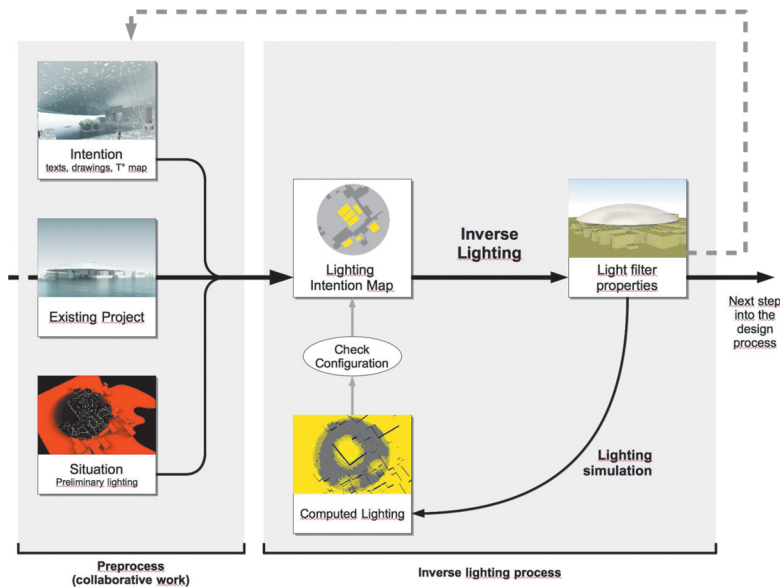 Intention
texts, drawings, T° map
Existing Project
Situation
Preliminary lighting
Preprocess
(collaborative work)
Lighting
Intention Map
Inverse
Lighting
Light filter
properties
Next step
into the
design
process
Check
Configuration
Computed Lighting
Lighting
simulation
Inverse lighting process